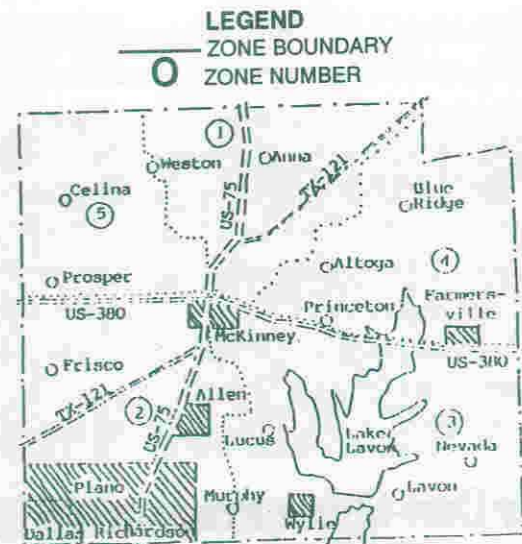 LEGEND
ZONE BOUNDARY
O ZONE NUMBER
1
Weston
Anna
TX-121
Celina
5
US-75
Blue
Ridge
Altoga
4
Prosper
Princeton
Farmers-
ville
US-380
McKinney
US-380
Frisco
TX-121
2
US-75
Allen
Lucus
Lake
Lavon
3
Nevada
Plano
Murphy
Lavon
Dallas Richardson
Wylie